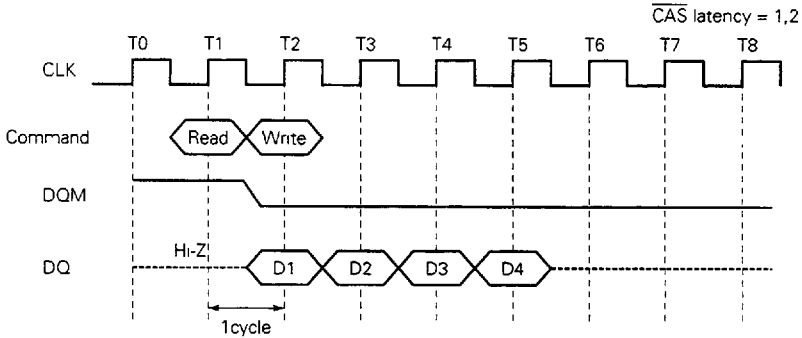 CAS latency = 1,2
T0 T1 T2 T3 T4 T5 T6 T7 T8
CLK
Command Read Write
DQM
Hi-Z
DQ D1 D2 D3 D4
1cycle